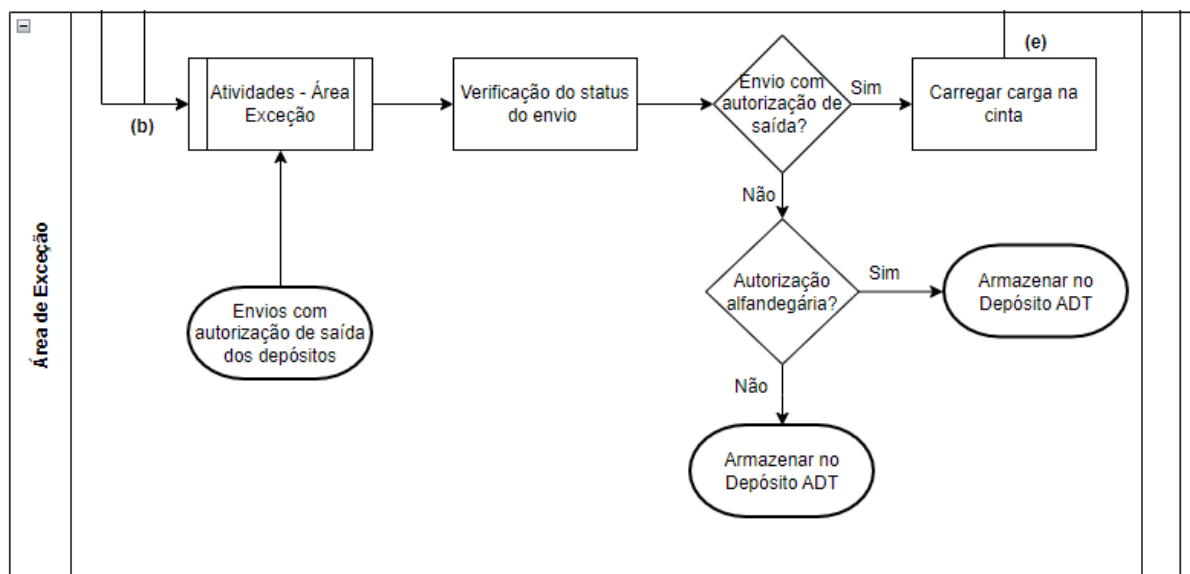 Área de Exceção
(b)
Atividades - Área
Exceção
Verificação do status
do envio
Envio com
autorização de
saída?
Sim
(e)
Carregar carga na
cinta
Não
Envios com
autorização de saída
dos depósitos
Autorização
alfandegária?
Sim
Armazenar no
Depósito ADT
Não
Armazenar no
Depósito ADT